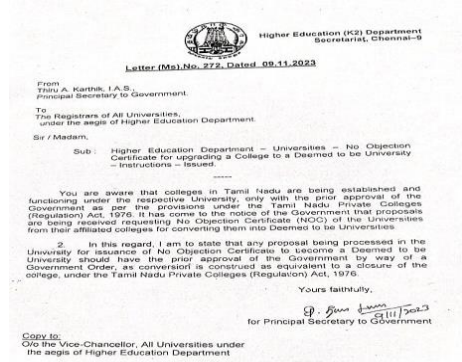 Higher Education (K2) Department
Secretariat, Chennai-9
Letter (Ms).No. 272, Dated 09.11.2023
From
Thiru A. Karthik, I.A.S.,
Principal Secretary to Government.
To
The Registrars of All Universities,
under the aegis of Higher Education Department.
Sir / Madam,
Sub : Higher Education Department – Universities – No Objection
Certificate for upgrading a College to a Deemed to be University
– Instructions – Issued.
-----
You are aware that colleges in Tamil Nadu are being established and
functioning under the respective University, only with the prior approval of the
Government as per the provisions under the Tamil Nadu Private Colleges
(Regulation) Act, 1976. It has come to the notice of the Government that proposals
are being received requesting No Objection Certificate (NOC) of the Universities
from their affiliated colleges for converting them into Deemed to be Universities
2. In this regard, I am to state that any proposal being processed in the
University for issuance of No Objection Certificate to become a Deemed to be
University should have the prior approval of the Government by way of a
Government Order, as conversion is construed as equivalent to a closure of the
college, under the Tamil Nadu Private Colleges (Regulation) Act, 1976.
Yours faithfully,
9/11/2023
for Principal Secretary to Government
Copy to:
O/o the Vice-Chancellor, All Universities under
the aegis of Higher Education Department